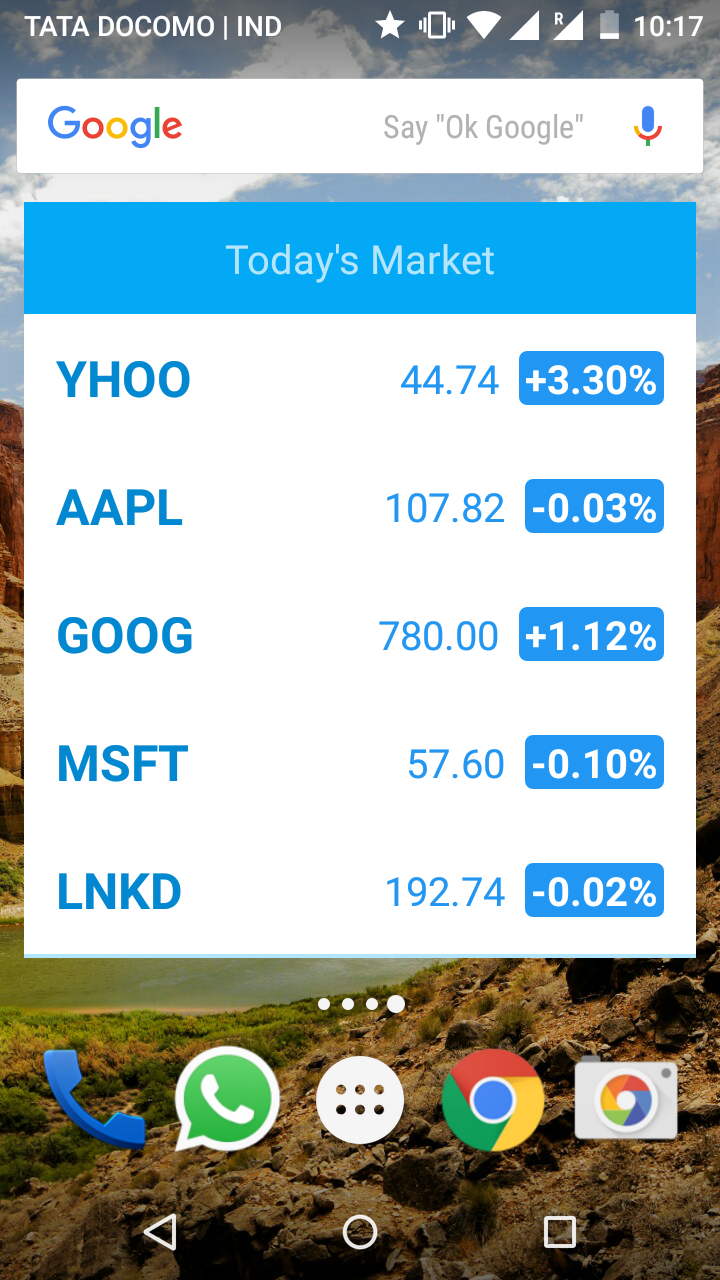 TATA DOCOMO | IND R 10:17
Google Say "Ok Google"
Today's Market
YHOO 44.74 +3.30%
AAPL 107.82 -0.03%
GOOG 780.00 +1.12%
MSFT 57.60 -0.10%
LNKD 192.74 -0.02%